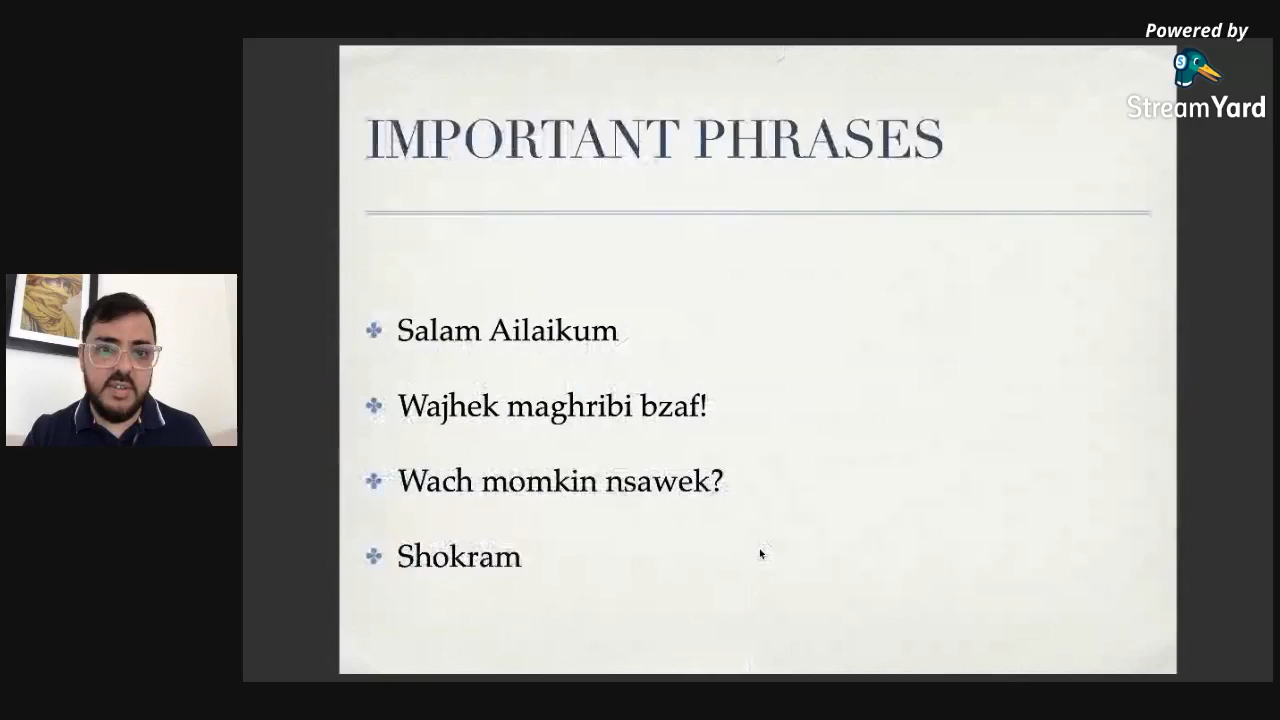 Powered by
StreamYard
IMPORTANT PHRASES
Salam Ailaikum
Wajhek maghribi bzaf!
Wach momkin nsawek?
Shokram